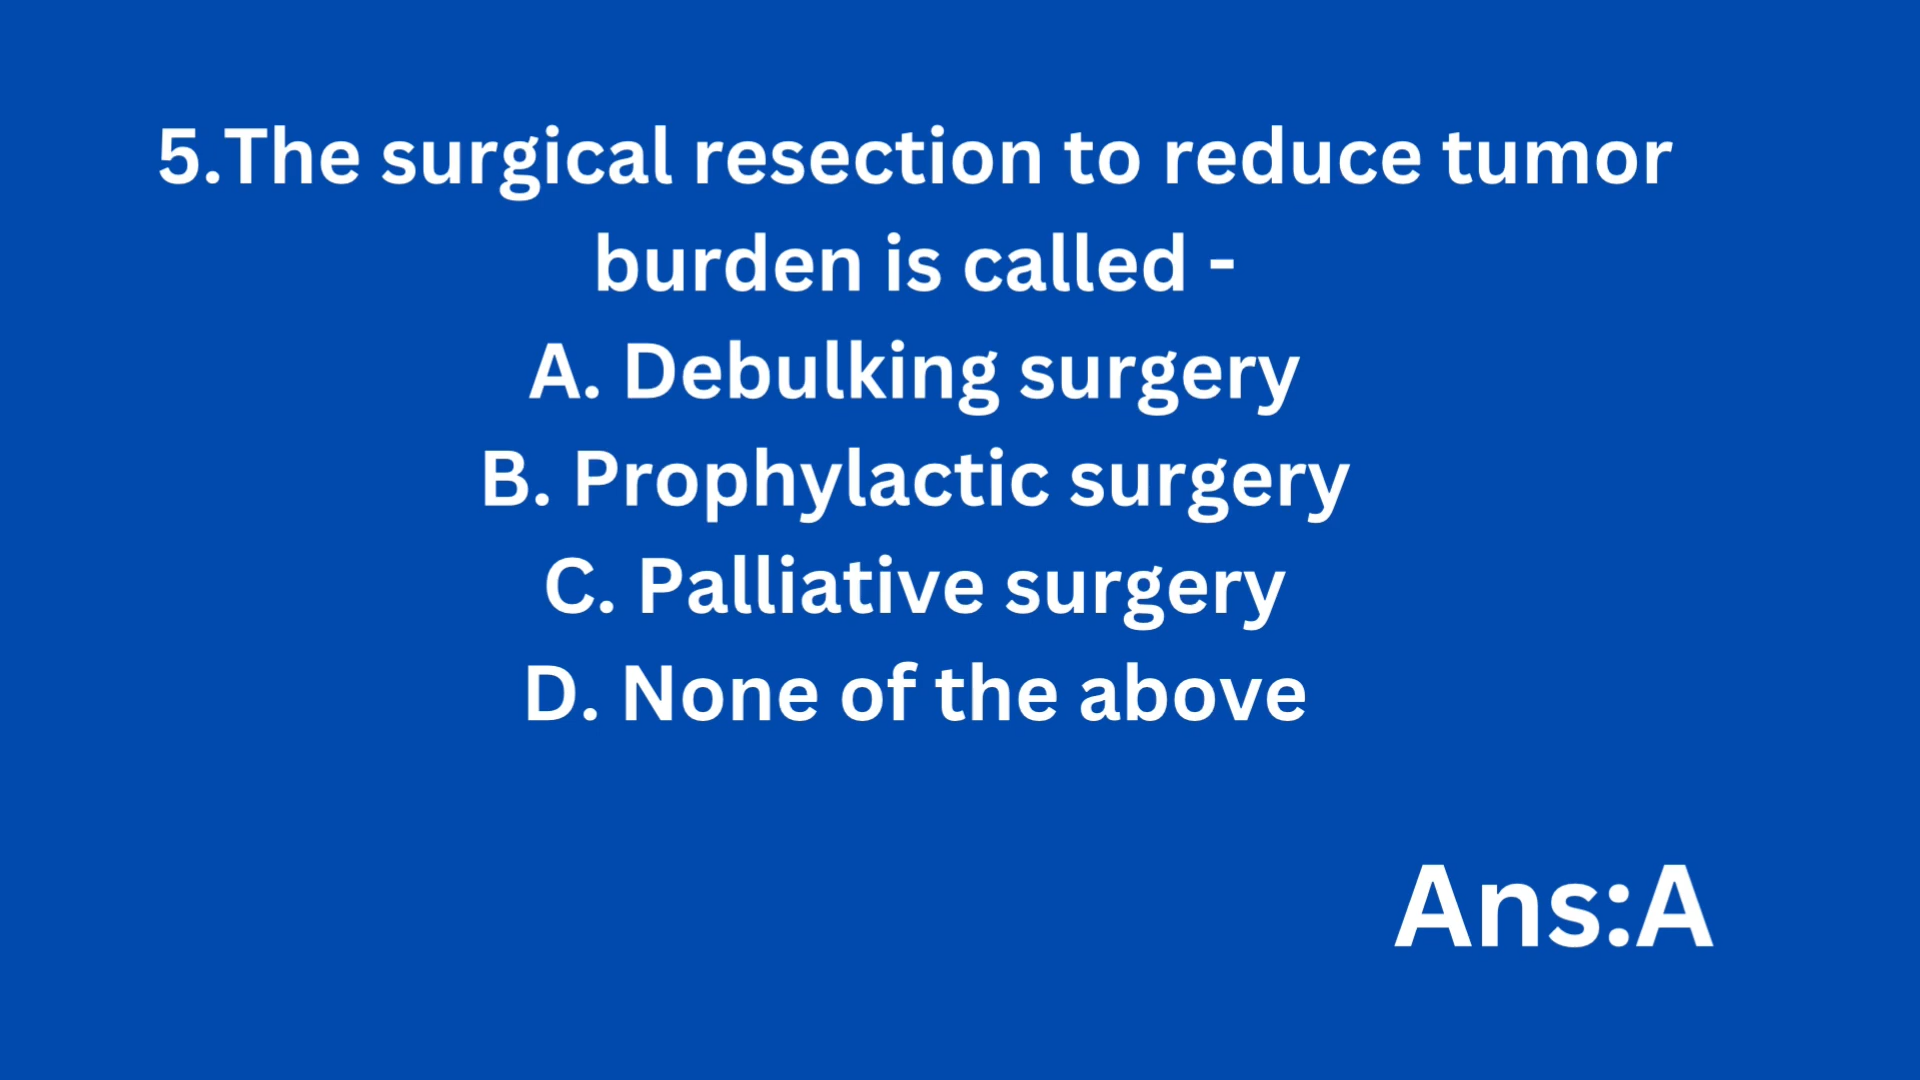 5.The surgical resection to reduce tumor
burden is called -
A. Debulking surgery
B. Prophylactic surgery
C. Palliative surgery
D. None of the above
Ans:A